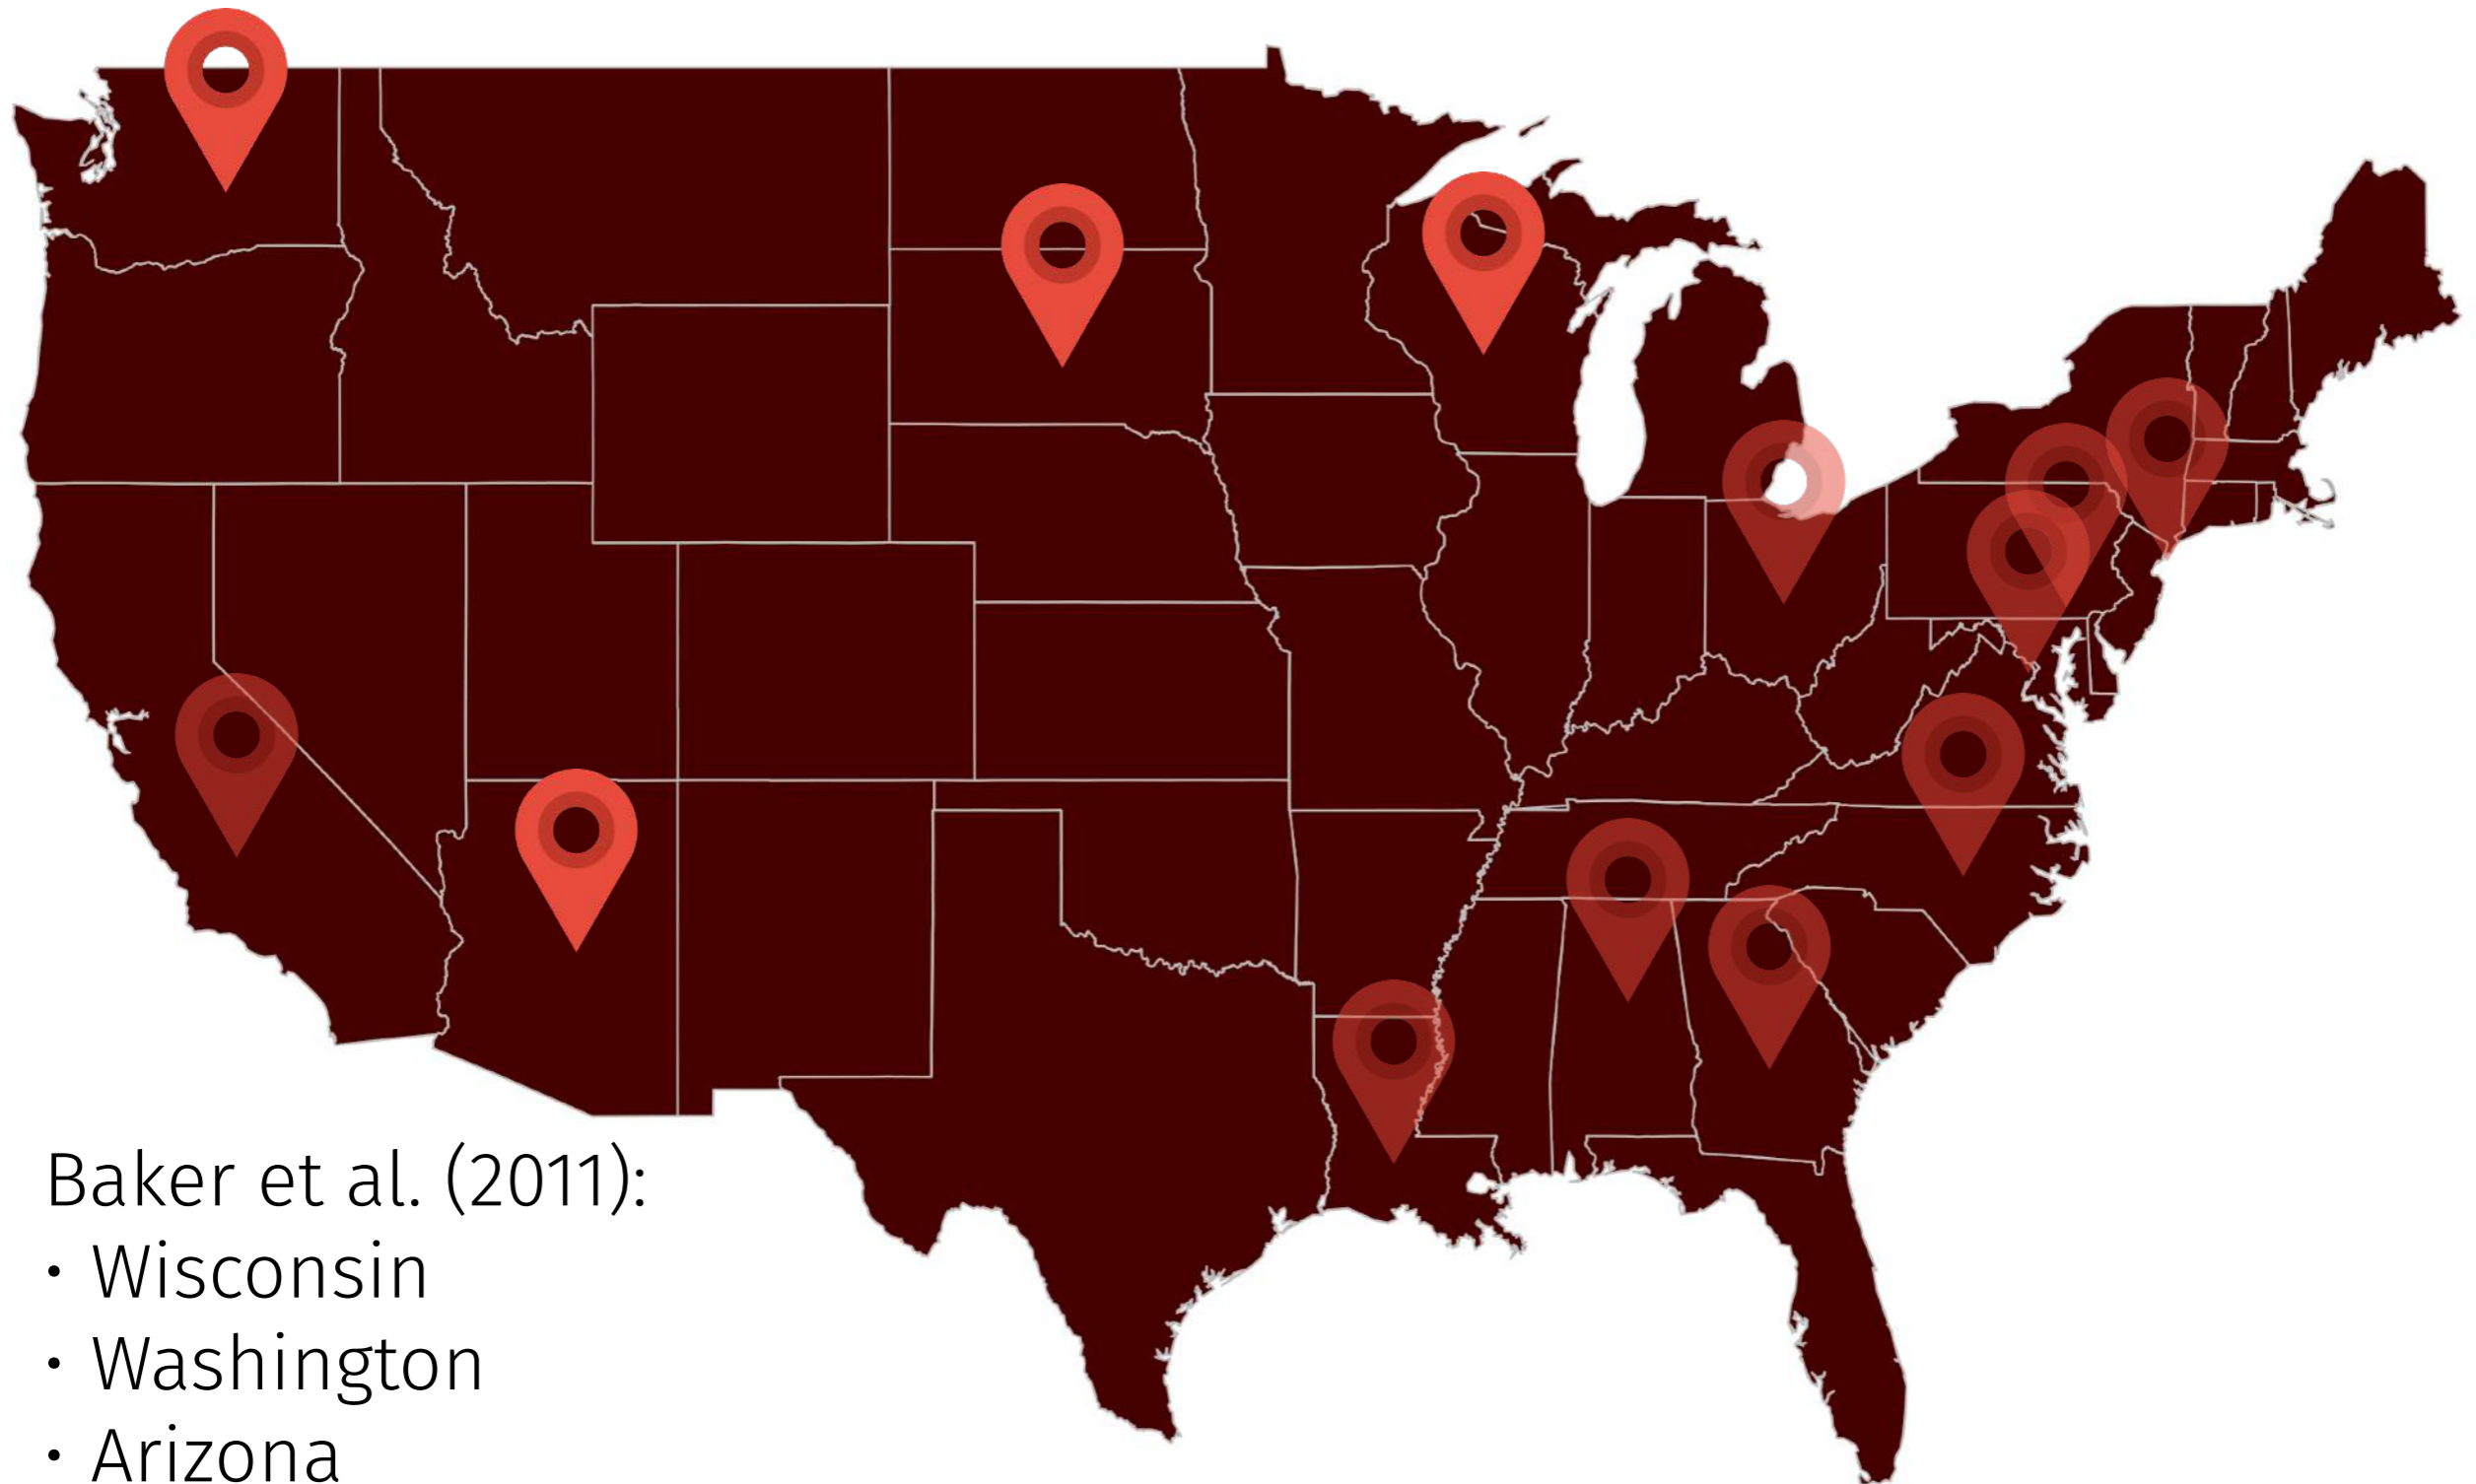 Baker et al. (2011):
• Wisconsin
• Washington
• Arizona